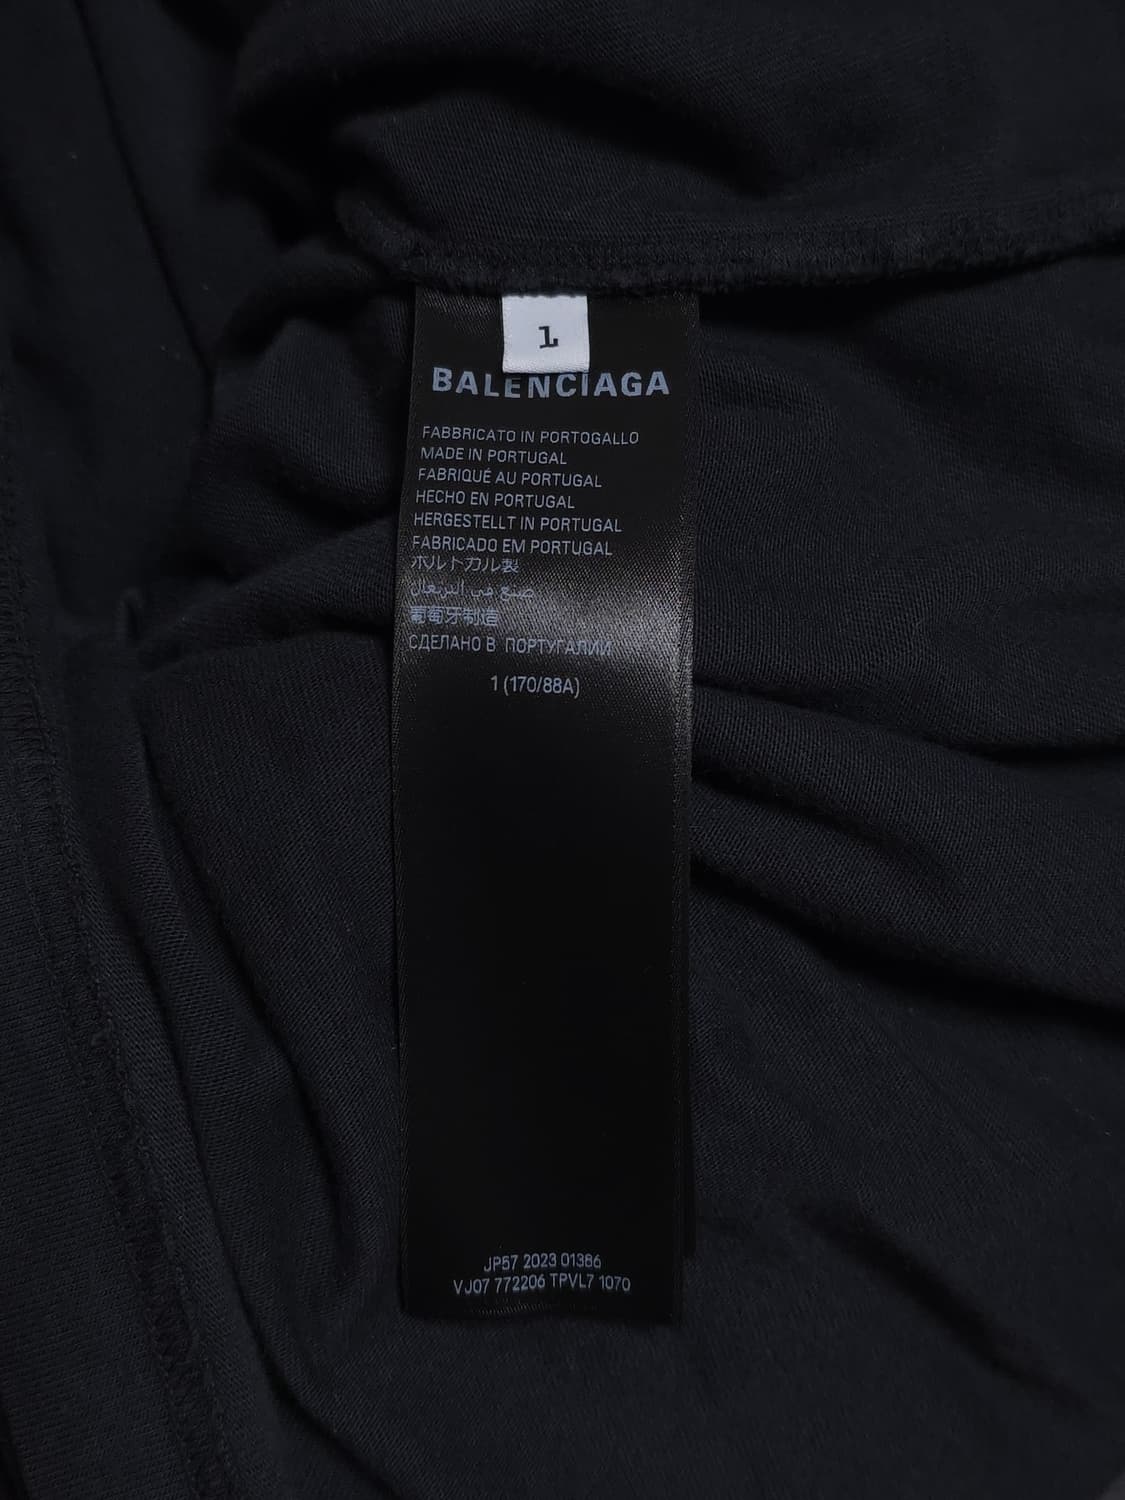 1
BALENCIAGA
FABBRICATO IN PORTOGALLO
MADE IN PORTUGAL
FABRIQUÉ AU PORTUGAL
HECHO EN PORTUGAL
HERGESTELLT IN PORTUGAL
FABRICADO EM PORTUGAL
ポルトカル製
صنع في البرتغال
葡萄牙制造
СДЕЛАНО В ПОРТУГАЛИИ
1 (170/88A)
JP57 2023 01386
VJ07 772206 TPVL7 1070